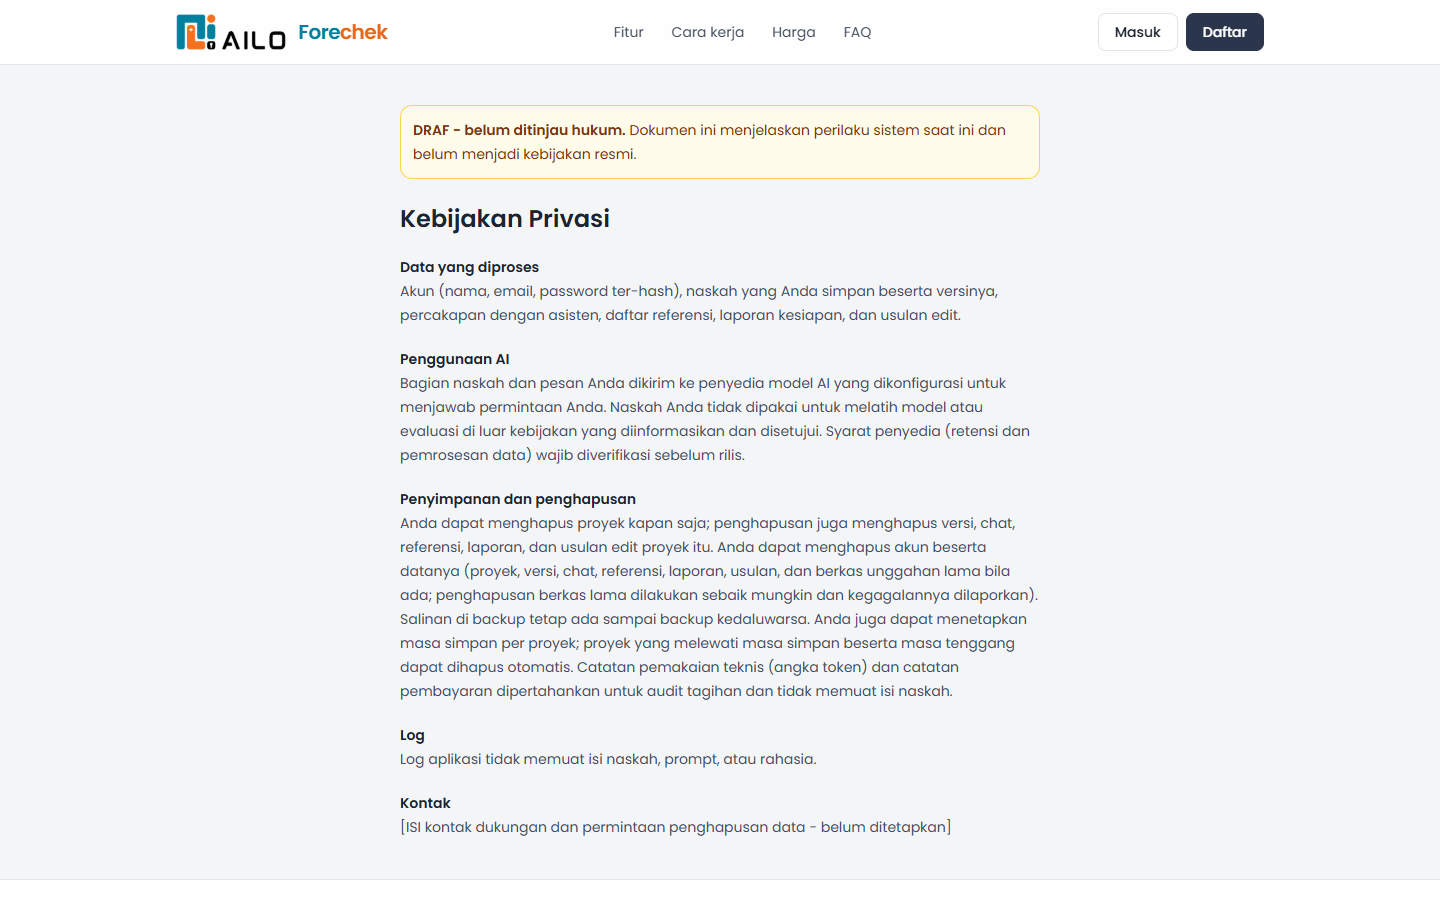 AILO Forechek
Fitur
Cara kerja
Harga
FAQ
Masuk
Daftar
DRAF - belum ditinjau hukum. Dokumen ini menjelaskan perilaku sistem saat ini dan
belum menjadi kebijakan resmi.
Kebijakan Privasi
Data yang diproses
Akun (nama, email, password ter-hash), naskah yang Anda simpan beserta versinya,
percakapan dengan asisten, daftar referensi, laporan kesiapan, dan usulan edit.
Penggunaan AI
Bagian naskah dan pesan Anda dikirim ke penyedia model AI yang dikonfigurasi untuk
menjawab permintaan Anda. Naskah Anda tidak dipakai untuk melatih model atau
evaluasi di luar kebijakan yang diinformasikan dan disetujui. Syarat penyedia (retensi dan
pemrosesan data) wajib diverifikasi sebelum rilis.
Penyimpanan dan penghapusan
Anda dapat menghapus proyek kapan saja; penghapusan juga menghapus versi, chat,
referensi, laporan, dan usulan edit proyek itu. Anda dapat menghapus akun beserta
datanya (proyek, versi, chat, referensi, laporan, usulan, dan berkas unggahan lama bila
ada; penghapusan berkas lama dilakukan sebaik mungkin dan kegagalannya dilaporkan).
Salinan di backup tetap ada sampai backup kedaluwarsa. Anda juga dapat menetapkan
masa simpan per proyek; proyek yang melewati masa simpan beserta masa tenggang
dapat dihapus otomatis. Catatan pemakaian teknis (angka token) dan catatan
pembayaran dipertahankan untuk audit tagihan dan tidak memuat isi naskah.
Log
Log aplikasi tidak memuat isi naskah, prompt, atau rahasia.
Kontak
[ISI kontak dukungan dan permintaan penghapusan data - belum ditetapkan]